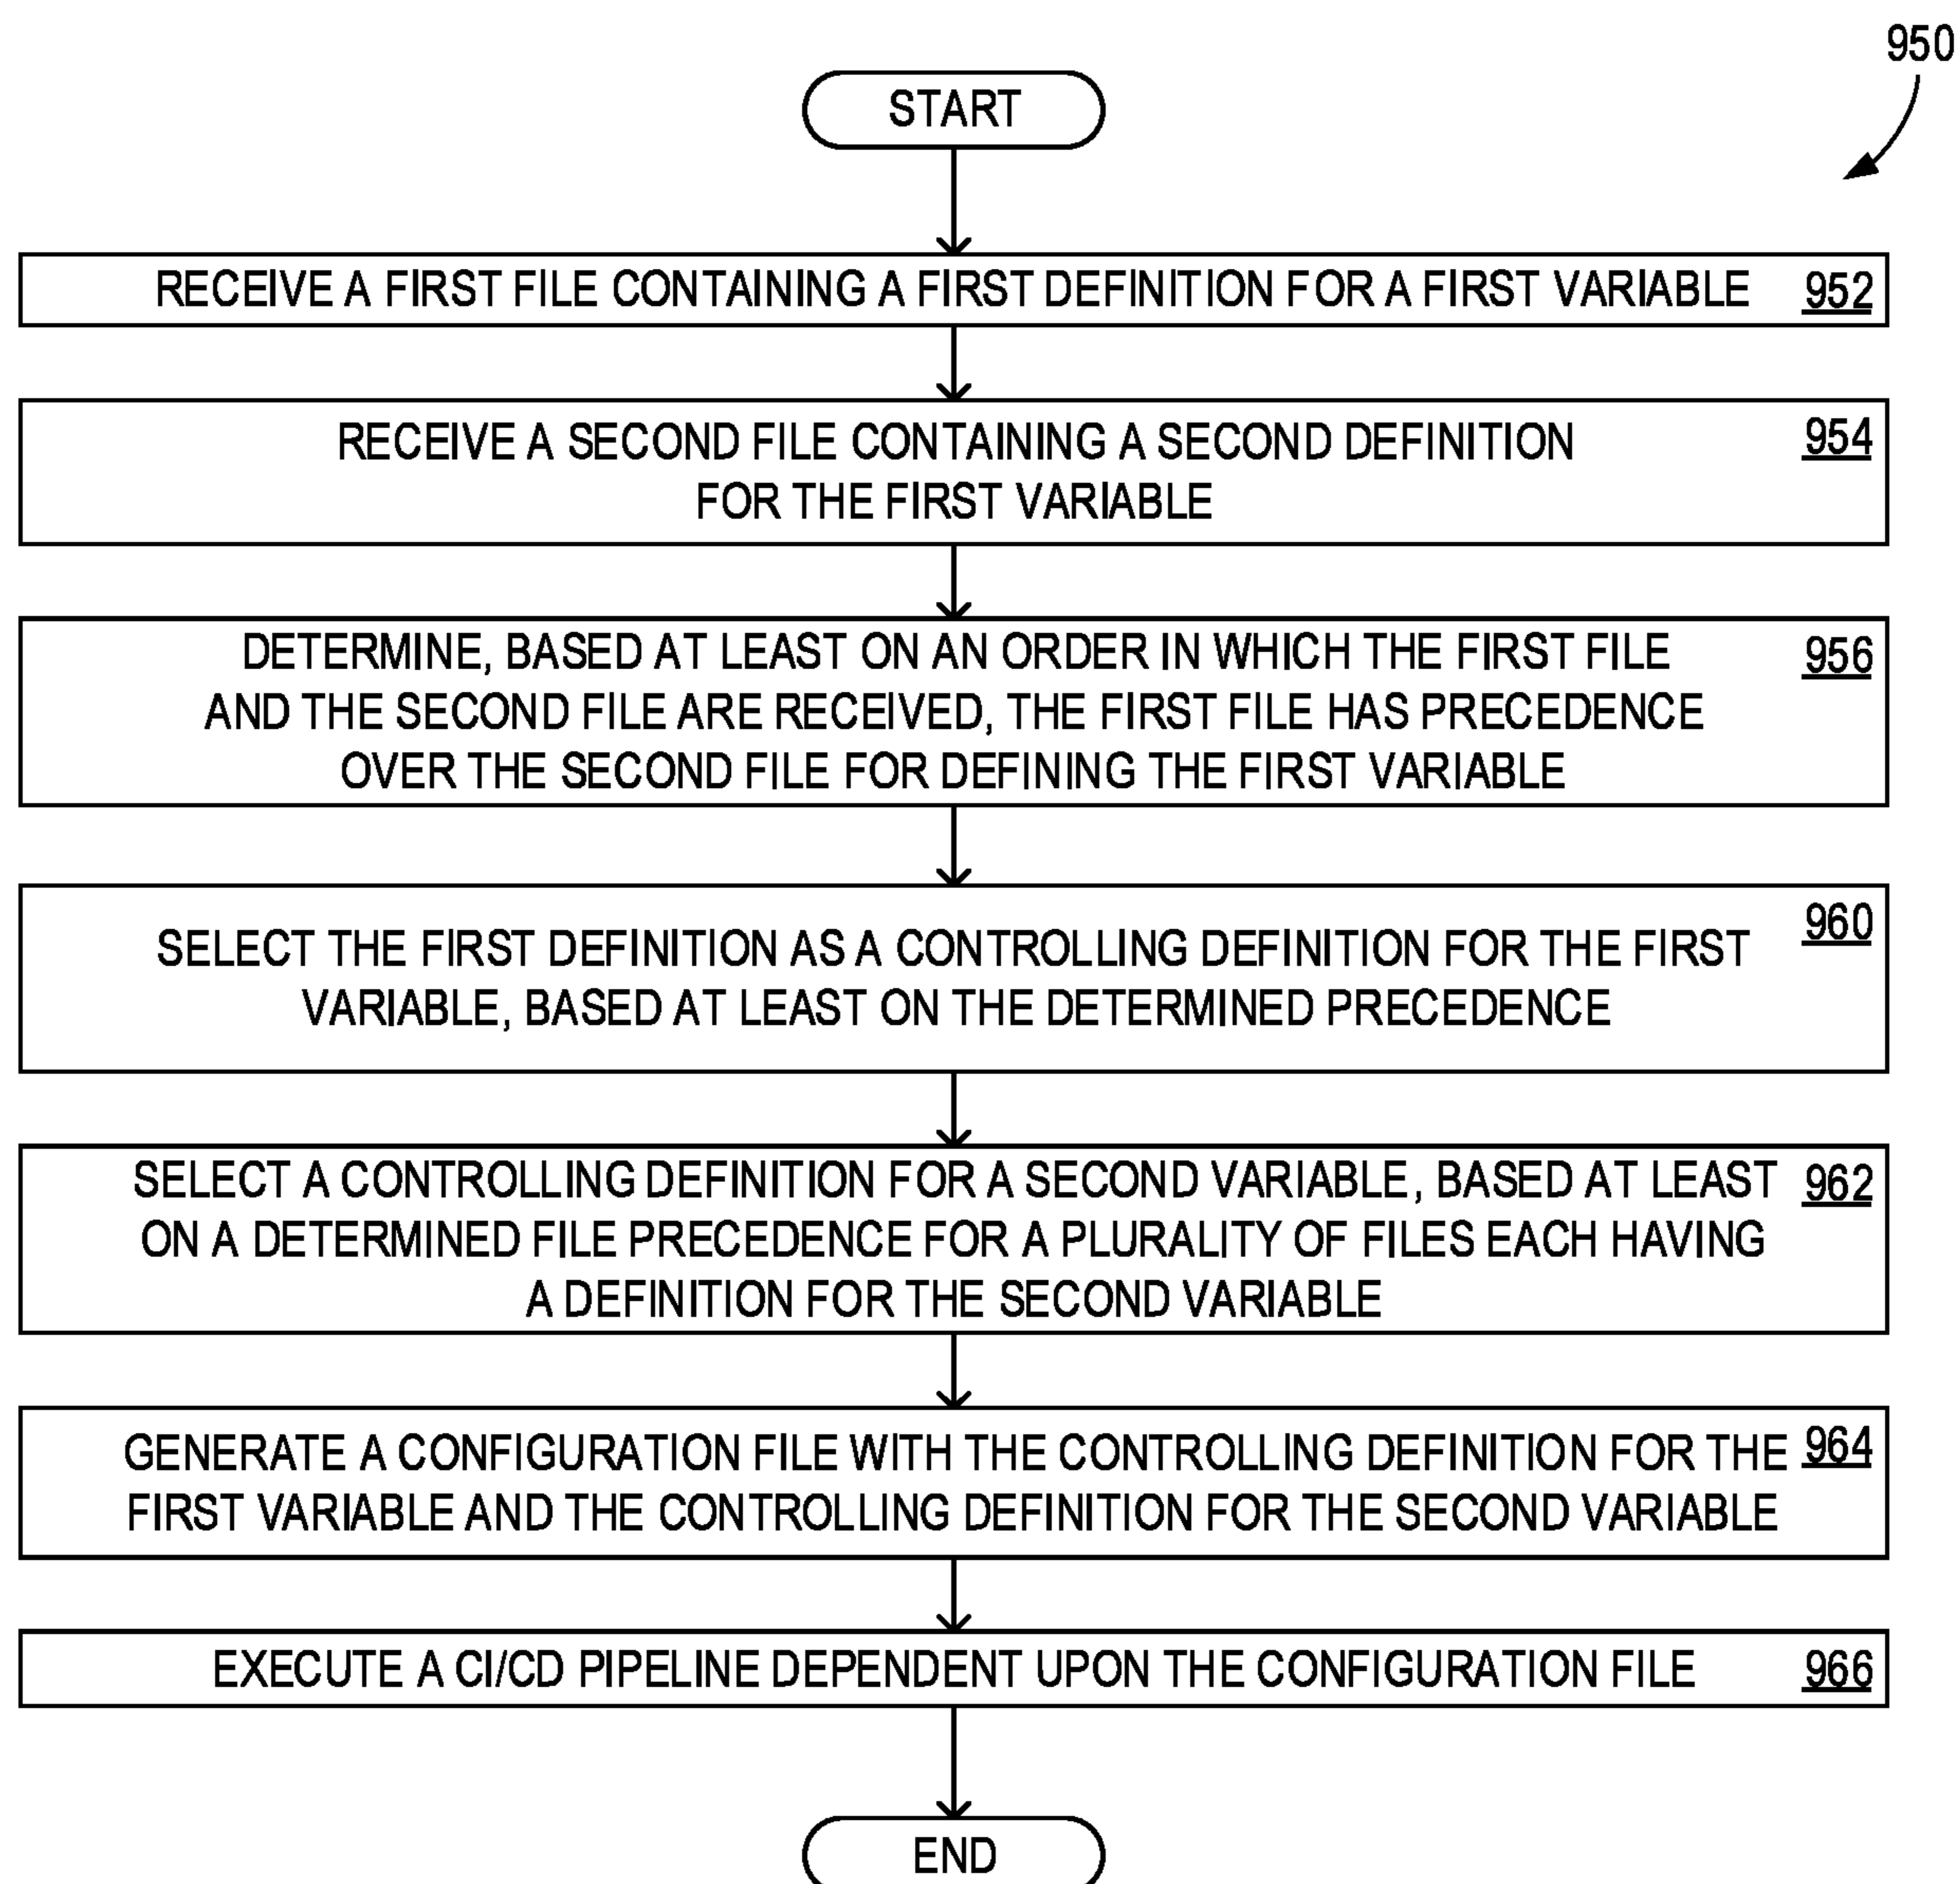 950
START
RECEIVE A FIRST FILE CONTAINING A FIRST DEFINITION FOR A FIRST VARIABLE 952
RECEIVE A SECOND FILE CONTAINING A SECOND DEFINITION 954
FOR THE FIRST VARIABLE
DETERMINE, BASED AT LEAST ON AN ORDER IN WHICH THE FIRST FILE 956
AND THE SECOND FILE ARE RECEIVED, THE FIRST FILE HAS PRECEDENCE
OVER THE SECOND FILE FOR DEFINING THE FIRST VARIABLE
960
SELECT THE FIRST DEFINITION AS A CONTROLLING DEFINITION FOR THE FIRST
VARIABLE, BASED AT LEAST ON THE DETERMINED PRECEDENCE
SELECT A CONTROLLING DEFINITION FOR A SECOND VARIABLE, BASED AT LEAST 962
ON A DETERMINED FILE PRECEDENCE FOR A PLURALITY OF FILES EACH HAVING
A DEFINITION FOR THE SECOND VARIABLE
GENERATE A CONFIGURATION FILE WITH THE CONTROLLING DEFINITION FOR THE 964
FIRST VARIABLE AND THE CONTROLLING DEFINITION FOR THE SECOND VARIABLE
EXECUTE A CI/CD PIPELINE DEPENDENT UPON THE CONFIGURATION FILE 966
END